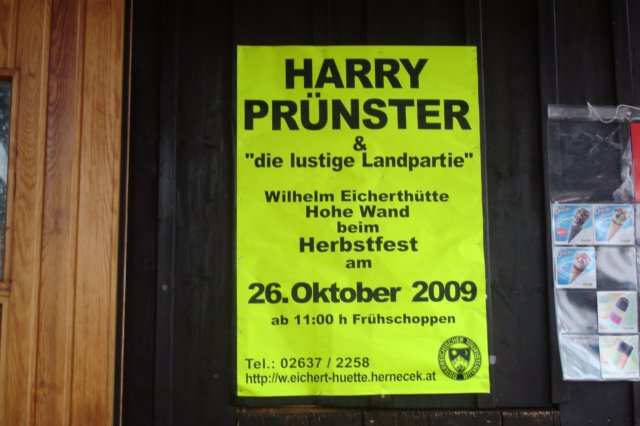 HARRY
PRÜNSTER
&
"die lustige Landpartie"
Wilhelm Eicherthütte
Hohe Wand
beim
Herbstfest
am
26.Oktober 2009
ab 11:00 h Frühschoppen
Tel.: 02637 / 2258
http://w.eichert-huette.hernecek.at